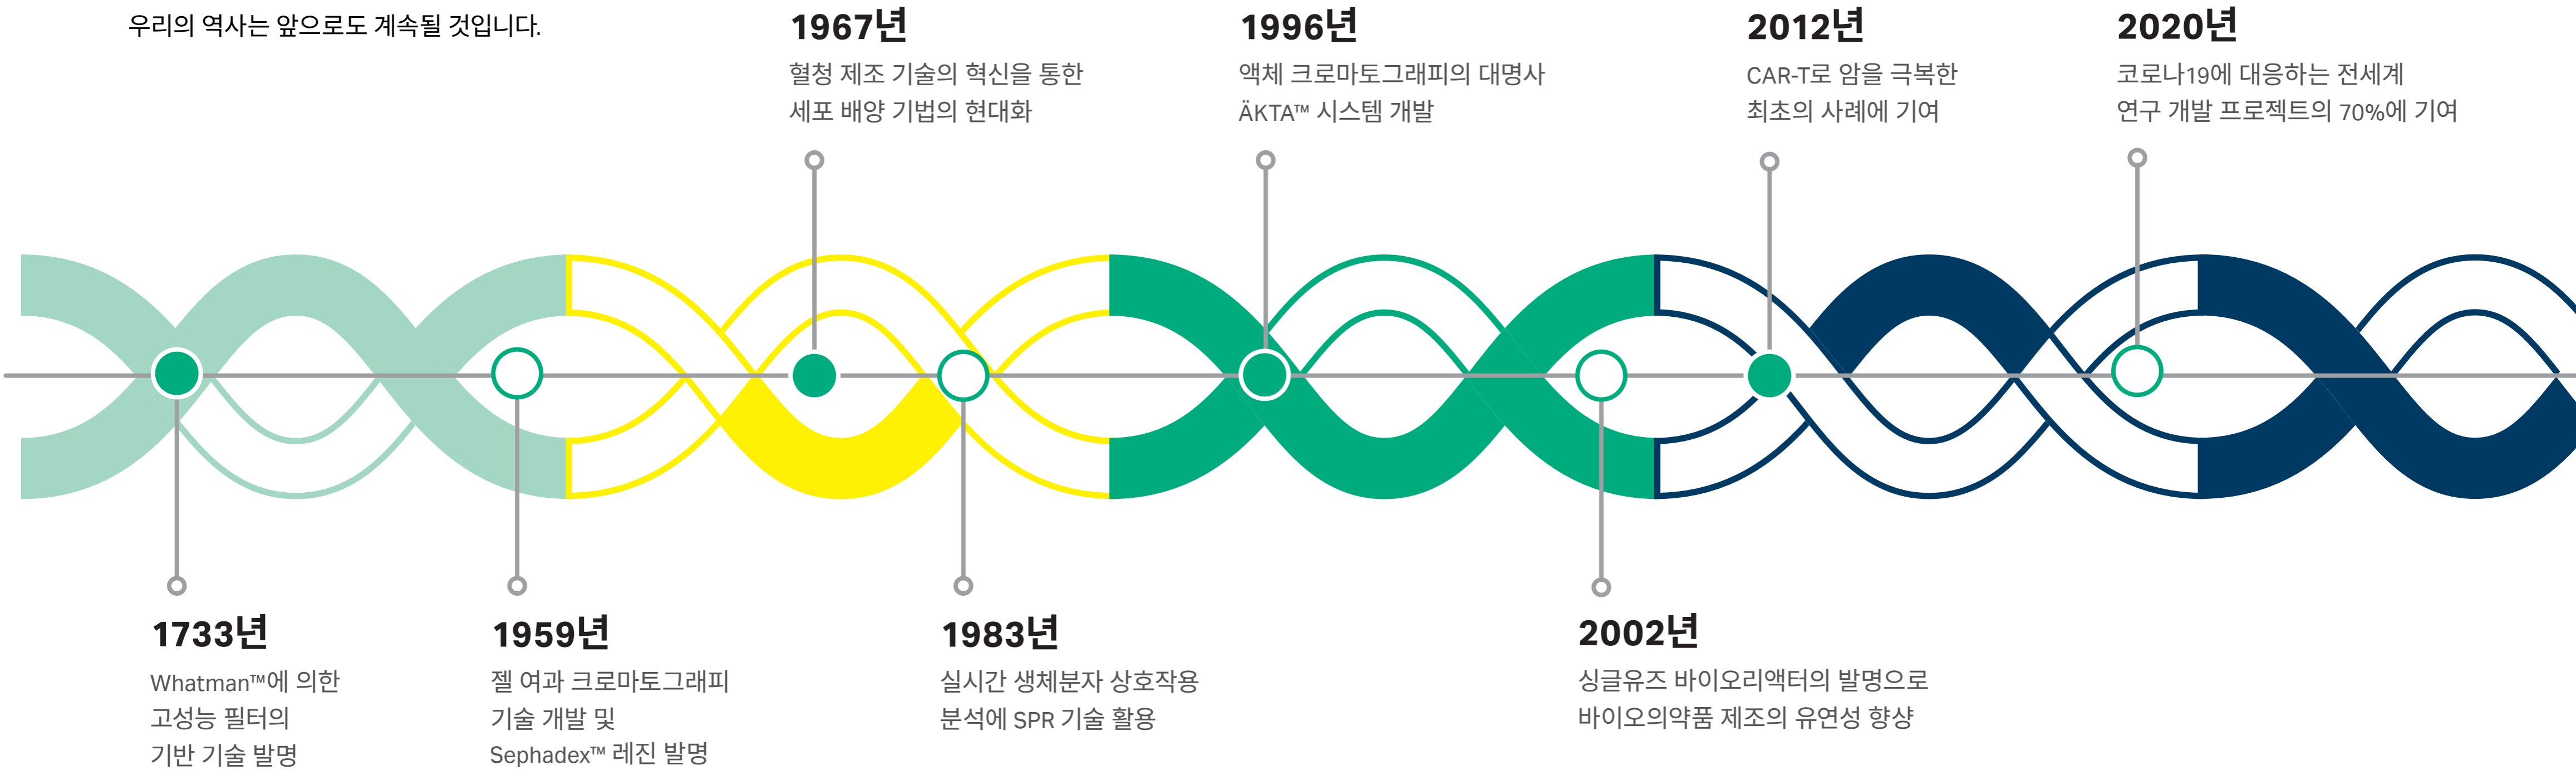 우리의 역사는 앞으로도 계속될 것입니다.
1967년
혈청 제조 기술의 혁신을 통한
세포 배양 기법의 현대화
1996년
액체 크로마토그래피의 대명사
ÄKTA™ 시스템 개발
2012년
CAR-T로 암을 극복한
최초의 사례에 기여
2020년
코로나19에 대응하는 전세계
연구 개발 프로젝트의 70%에 기여
1733년
Whatman™에 의한
고성능 필터의
기반 기술 발명
1959년
젤 여과 크로마토그래피
기술 개발 및
Sephadex™ 레진 발명
1983년
실시간 생체분자 상호작용
분석에 SPR 기술 활용
2002년
싱글유즈 바이오리액터의 발명으로
바이오의약품 제조의 유연성 향샹